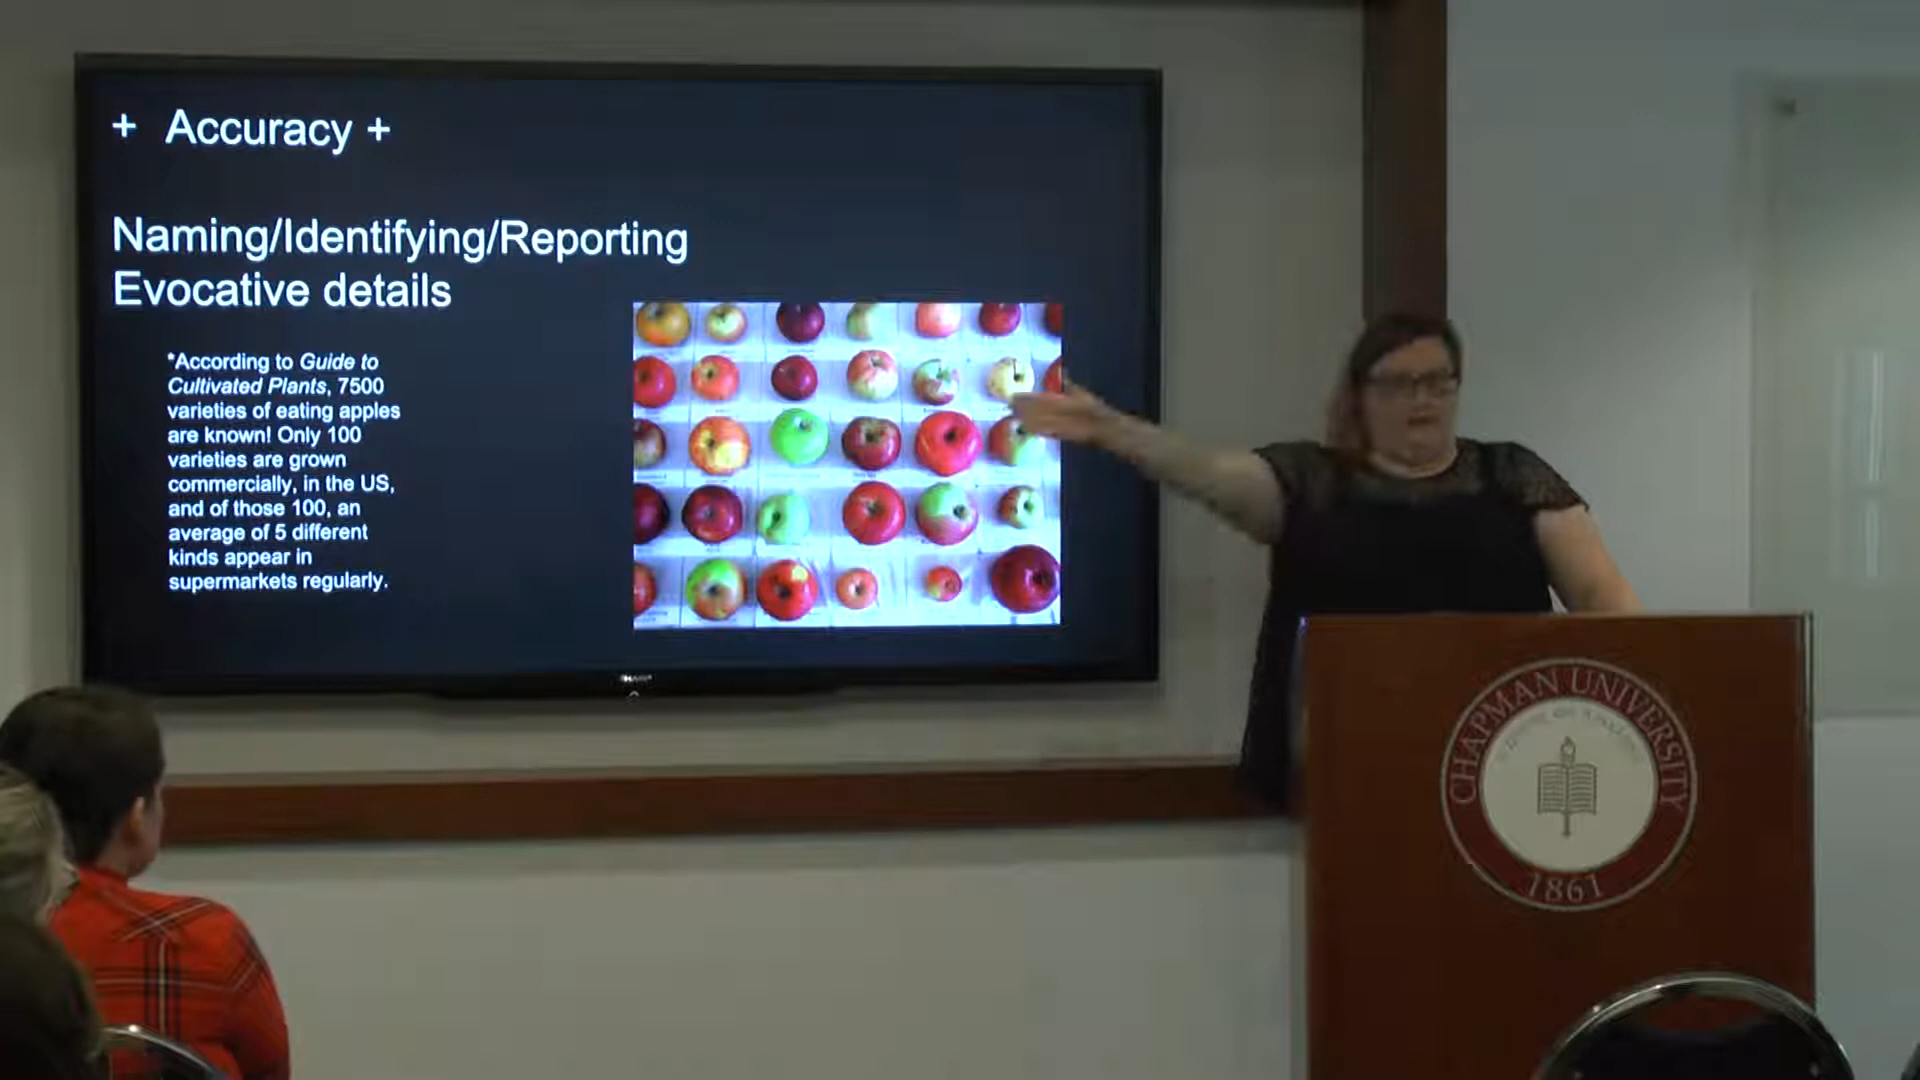 + Accuracy +
Naming/Identifying/Reporting
Evocative details
*According to Guide to
Cultivated Plants, 7500
varieties of eating apples
are known! Only 100
varieties are grown
commercially, in the US,
and of those 100, an
average of 5 different
kinds appear in
supermarkets regularly.
SHARP
CHAPMAN UNIVERSITY
1861